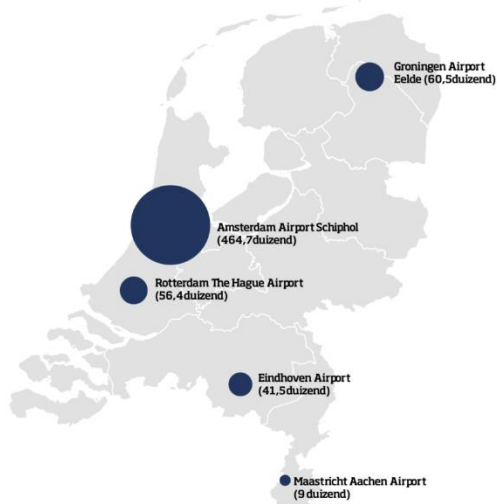 Groningen Airport
Eelde (60,5duizend)
Amsterdam Airport Schiphol
(464,7duizend)
Rotterdam The Hague Airport
(56,4duizend)
Eindhoven Airport
(41,5duizend)
Maastricht Aachen Airport
(9 duizend)